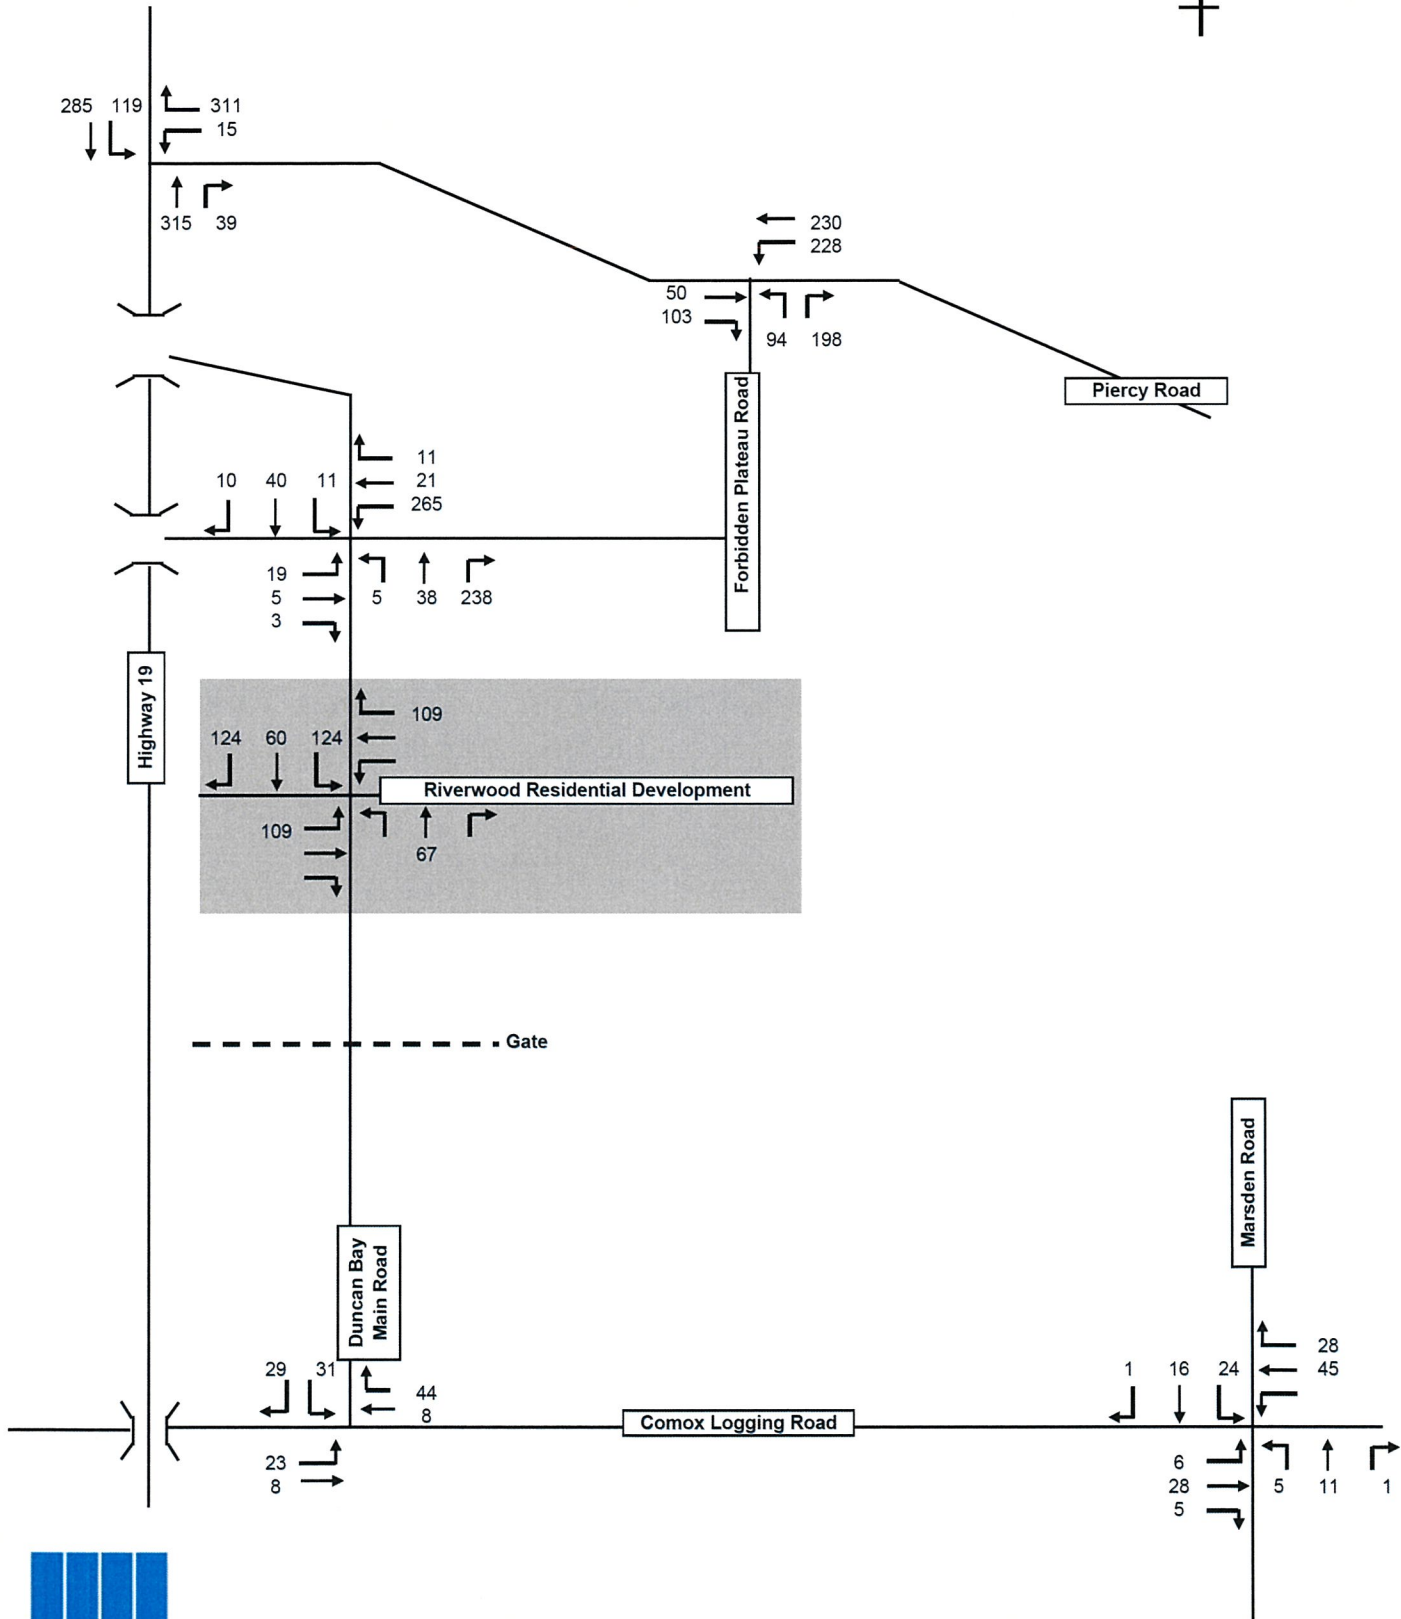 285 119 311
15
315 39
230
228
50
103
94 198
Piercy Road
Forbidden Plateau Road
11
10 40 11 21
265
19
5 5 38 238
3
Highway 19
109
124 60 124
Riverwood Residential Development
109
67
Gate
Marsden Road
Duncan Bay
Main Road
28
29 31 1 16 24 45
44
8
Comox Logging Road
23 6
8 28 5 11 1
5